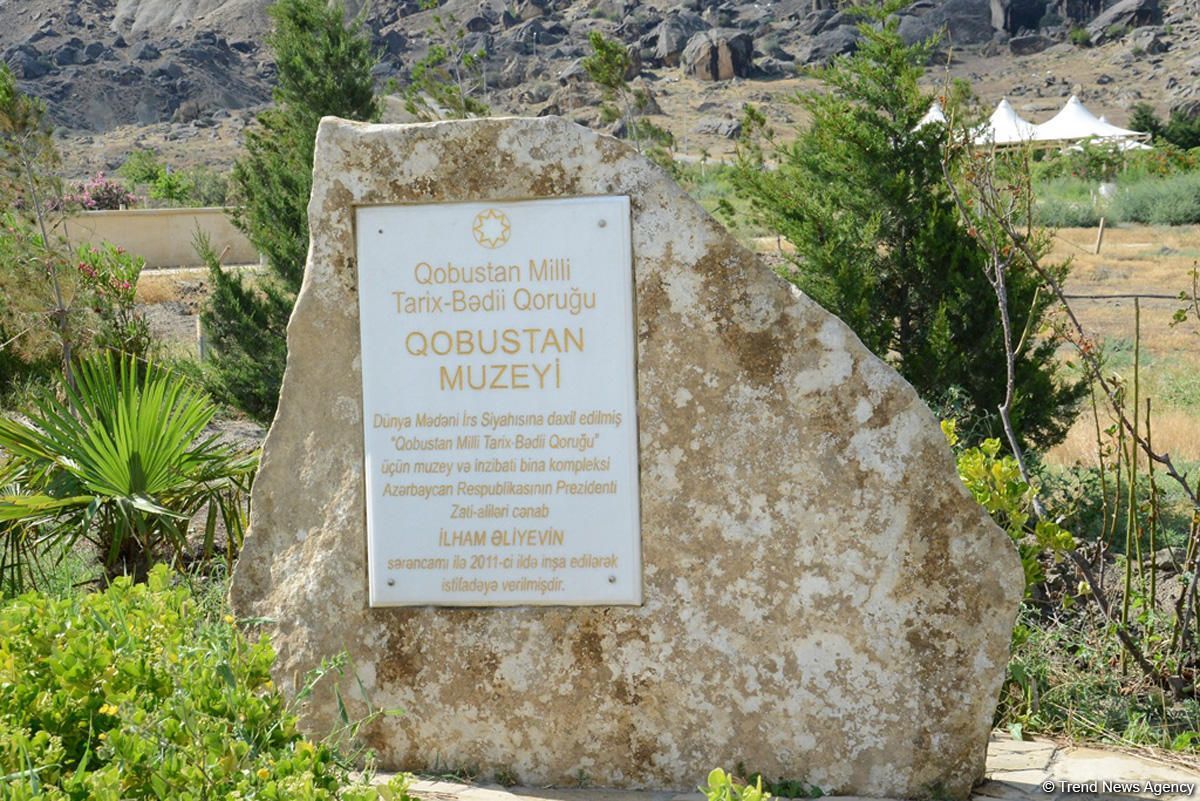 Qobustan Milli
Tarix-Bədii Qoruğu
QOBUSTAN
MUZEYİ
Dünya Mədəni İrs Siyahısına daxil edilmiş
"Qobustan Milli Tarix-Bədii Qoruğu"
üçün muzey və inzibati bina kompleksi
Azərbaycan Respublikasının Prezidenti
Zati-aliləri cənab
İLHAM ƏLİYEVİN
sərəncamı ilə 2011-ci ildə inşa edilərək
istifadəyə verilmişdir.
© Trend News Agency